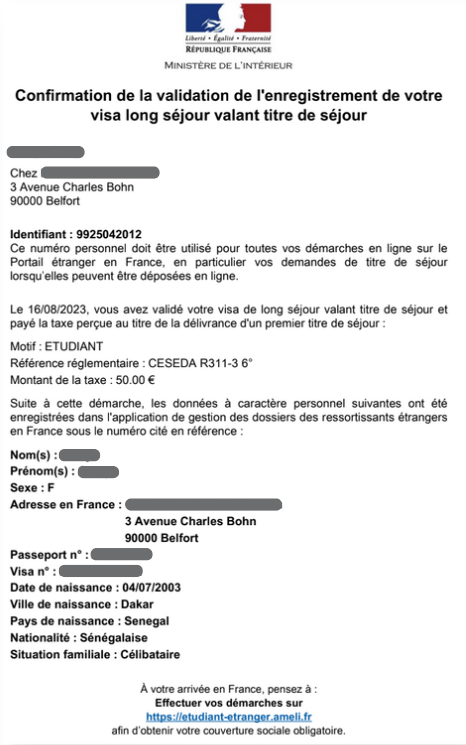 Liberté • Égalité • Fraternité
RÉPUBLIQUE FRANÇAISE
MINISTÈRE DE L'INTÉRIEUR
Confirmation de la validation de l'enregistrement de votre
visa long séjour valant titre de séjour
Chez
3 Avenue Charles Bohn
90000 Belfort
Identifiant : 9925042012
Ce numéro personnel doit être utilisé pour toutes vos démarches en ligne sur le
Portail étranger en France, en particulier vos demandes de titre de séjour
lorsqu'elles peuvent être déposées en ligne.
Le 16/08/2023, vous avez validé votre visa de long séjour valant titre de séjour et
payé la taxe perçue au titre de la délivrance d'un premier titre de séjour :
Motif : ETUDIANT
Référence réglementaire : CESEDA R311-3 6°
Montant de la taxe : 50.00 €
Suite à cette démarche, les données à caractère personnel suivantes ont été
enregistrées dans l'application de gestion des dossiers des ressortissants étrangers
en France sous le numéro cité en référence :
Nom(s) :
Prénom(s) :
Sexe : F
Adresse en France :
3 Avenue Charles Bohn
90000 Belfort
Passeport n° :
Visa n° :
Date de naissance : 04/07/2003
Ville de naissance : Dakar
Pays de naissance : Senegal
Nationalité : Sénégalaise
Situation familiale : Célibataire
À votre arrivée en France, pensez à :
Effectuer vos démarches sur
https://etudiant-etranger.ameli.fr
afin d'obtenir votre couverture sociale obligatoire.